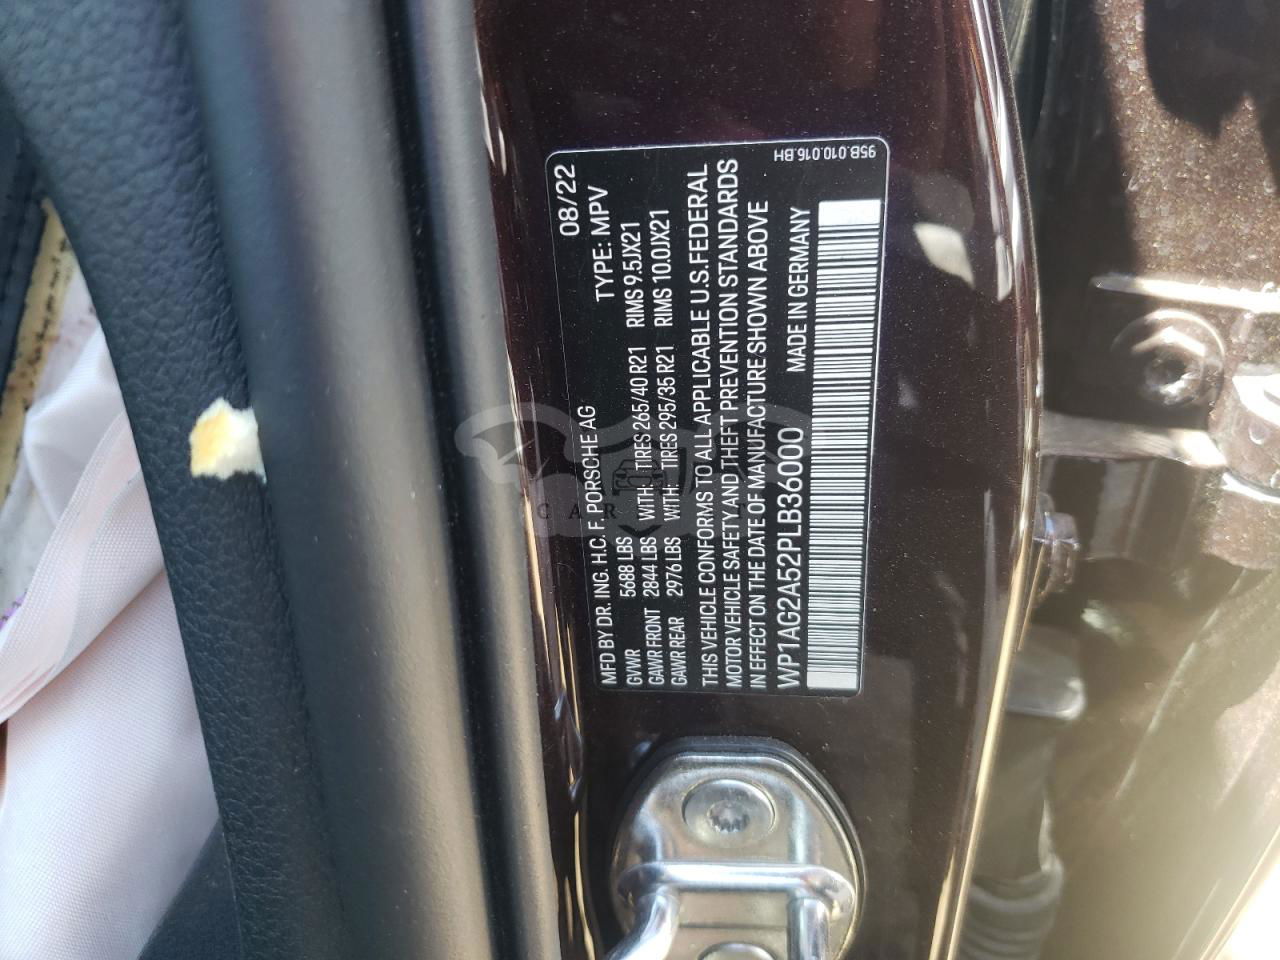 08/22
MFD BY DR. ING. H.C. F. PORSCHE AG TYPE: MPV
GVWR 5688 LBS WITH: TIRES 265/40 R21 RIMS 9.5JX21
GAWR FRONT 2844 LBS WITH: TIRES 295/35 R21 RIMS 10.0JX21
GAWR REAR 2976 LBS
THIS VEHICLE CONFORMS TO ALL APPLICABLE U.S. FEDERAL
MOTOR VEHICLE SAFETY AND THEFT PREVENTION STANDARDS
IN EFFECT ON THE DATE OF MANUFACTURE SHOWN ABOVE
WP1AG2A52PLB36000 MADE IN GERMANY
95B.010.016.BH